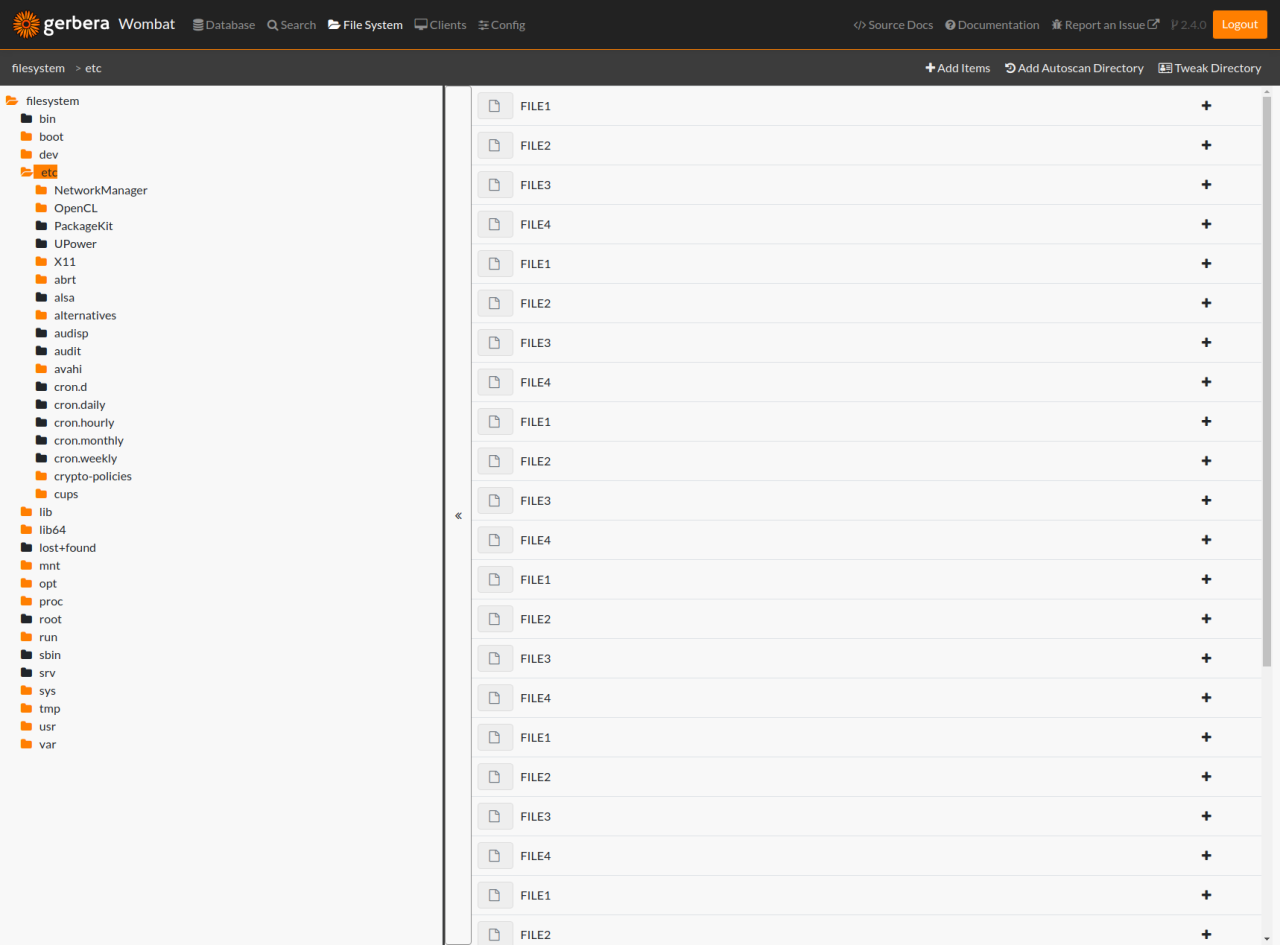 gerbera Wombat Database Search File System Clients Config Source Docs Documentation Report an Issue 2.4.0 Logout
filesystem > etc Add Items Add Autoscan Directory Tweak Directory
filesystem
bin
boot
dev
etc
NetworkManager
OpenCL
PackageKit
UPower
X11
abrt
alsa
alternatives
audisp
audit
avahi
cron.d
cron.daily
cron.hourly
cron.monthly
cron.weekly
crypto-policies
cups
lib
lib64
lost+found
mnt
opt
proc
root
run
sbin
srv
sys
tmp
usr
var
«
FILE1
FILE2
FILE3
FILE4
FILE1
FILE2
FILE3
FILE4
FILE1
FILE2
FILE3
FILE4
FILE1
FILE2
FILE3
FILE4
FILE1
FILE2
FILE3
FILE4
FILE1
FILE2